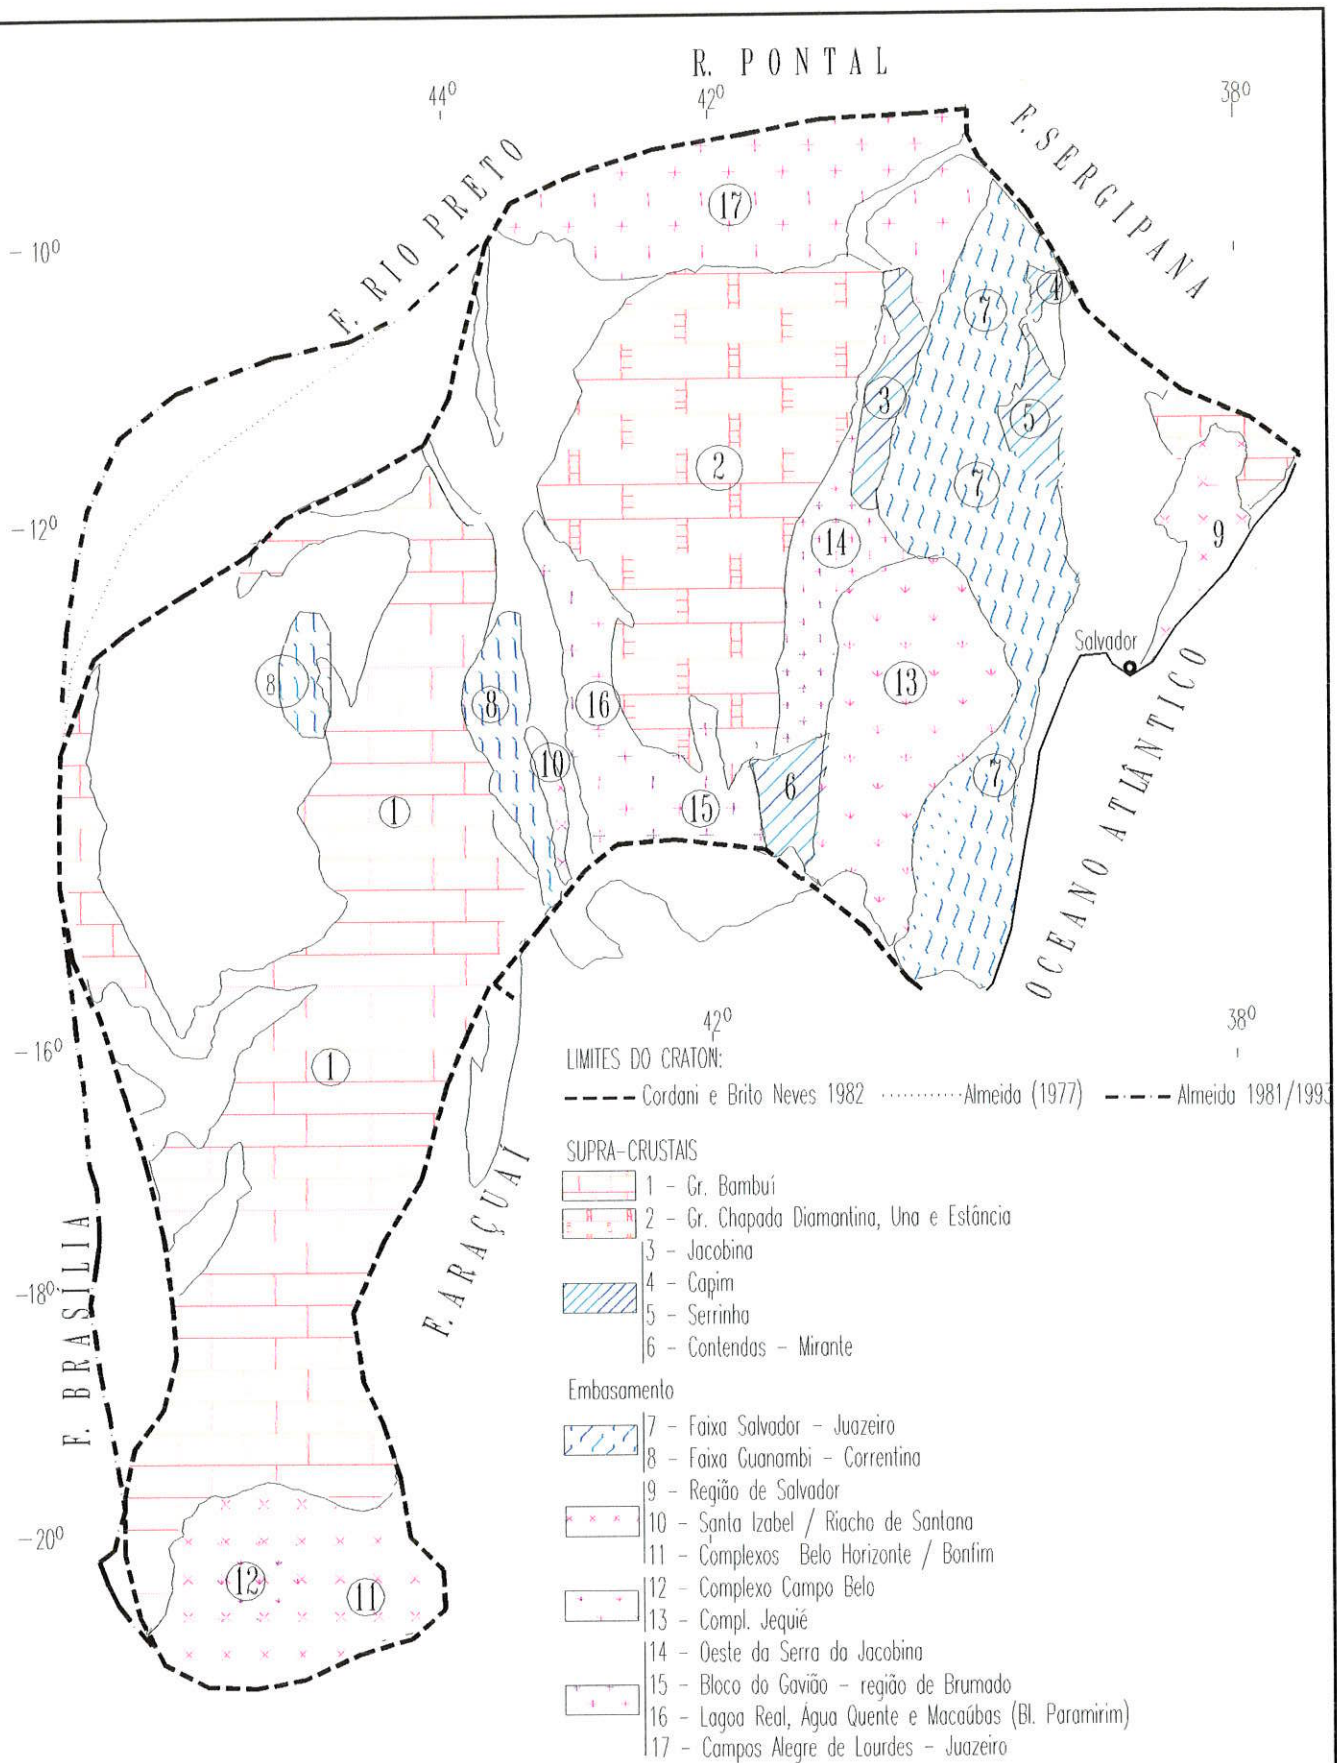 R. PONTAL
44⁰ 42⁰ 38⁰
F. RIO PRETO
F. SERGIPANA
17
-10⁰
4
7
3
5
2
7
-12⁰
14
9
Salvador
8
13
8
16
10
7
1
15
6
OCEANO ATLÂNTICO
42⁰ 38⁰
-16⁰
1
F. ARAÇUAÍ
F. BRASÍLIA
-18⁰
-20⁰
12
11
LIMITES DO CRATON:
Cordani e Brito Neves 1982 Almeida (1977) Almeida 1981/1993
SUPRA-CRUSTAIS
1 - Gr. Bambuí
2 - Gr. Chapada Diamantina, Una e Estância
3 - Jacobina
4 - Capim
5 - Serrinha
6 - Contendas - Mirante
Embasamento
7 - Faixa Salvador - Juazeiro
8 - Faixa Guanambi - Correntina
9 - Região de Salvador
10 - Santa Izabel / Riacho de Santana
11 - Complexos Belo Horizonte / Bonfim
12 - Complexo Campo Belo
13 - Compl. Jequié
14 - Oeste da Serra da Jacobina
15 - Bloco do Gavião - região de Brumado
16 - Lagoa Real, Água Quente e Macaúbas (Bl. Paramirim)
17 - Campos Alegre de Lourdes - Juazeiro